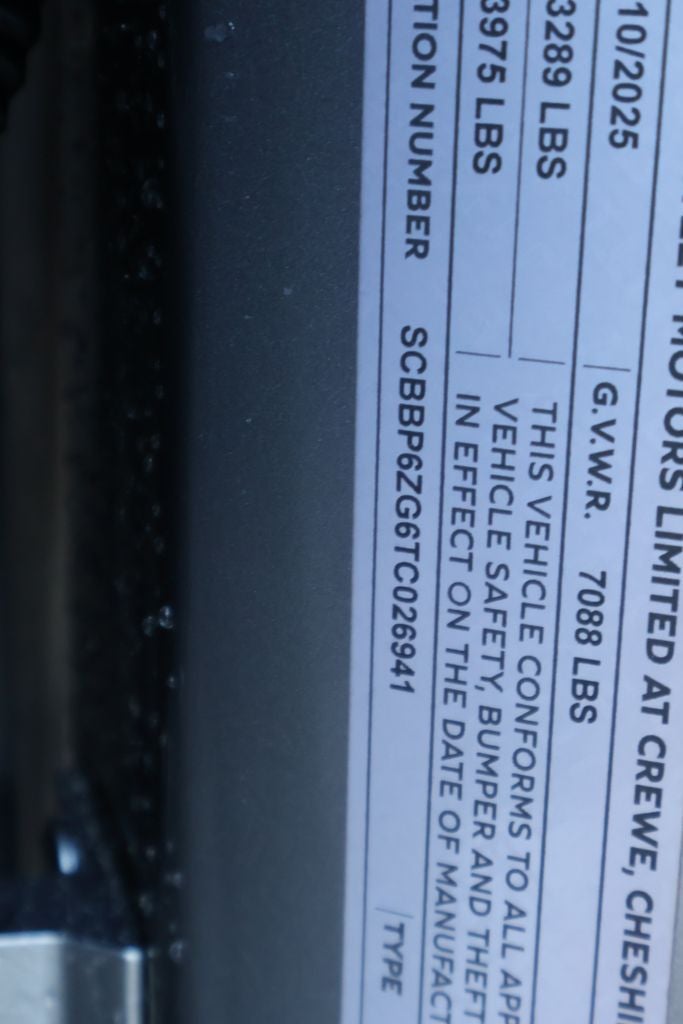 MOTORS LIMITED AT CREWE, CHESHI
10/2025 G.V.W.R. 7088 LBS
3289 LBS THIS VEHICLE CONFORMS TO ALL APP
3975 LBS VEHICLE SAFETY, BUMPER AND THEFT
IN EFFECT ON THE DATE OF MANUFACT
TION NUMBER SCBBP6ZG6TC026941 TYPE